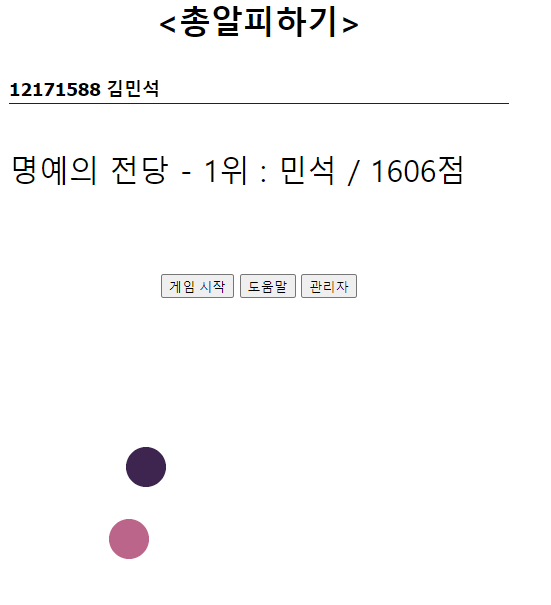 <총알피하기>
12171588 김민석
명예의 전당 - 1위 : 민석 / 1606점
게임 시작 도움말 관리자